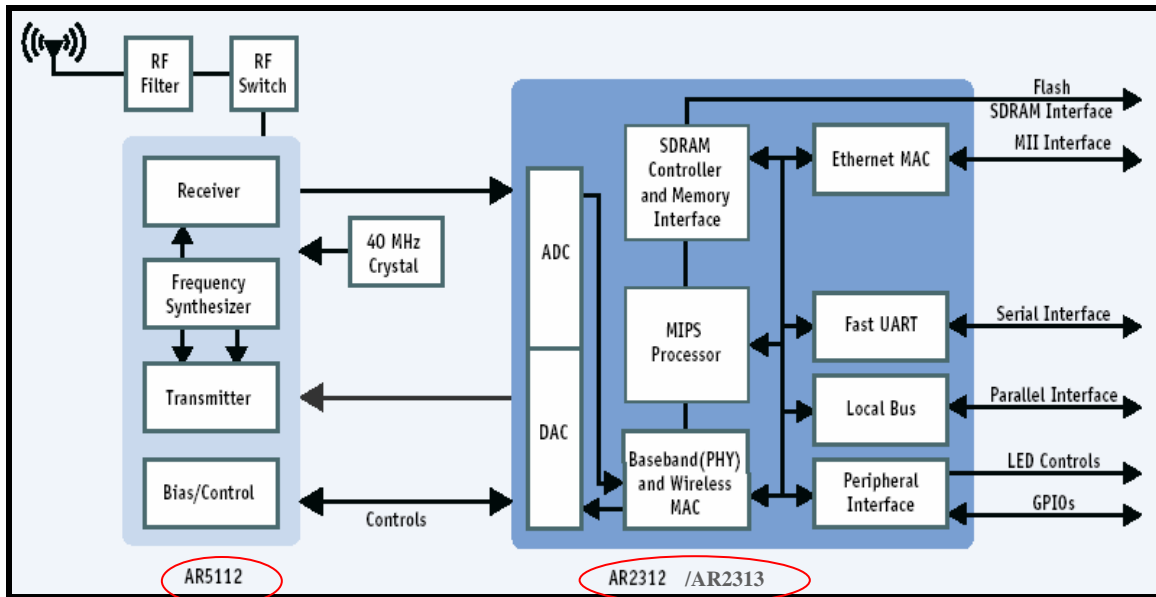 RF
Filter
RF
Switch
Receiver
Frequency
Synthesizer
Transmitter
Bias/Control
AR5112
40 MHz
Crystal
Controls
ADC
DAC
SDRAM
Controller
and Memory
Interface
MIPS
Processor
Baseband(PHY)
and Wireless
MAC
Ethernet MAC
Fast UART
Local Bus
Peripheral
Interface
AR2312 /AR2313
Flash
SDRAM Interface
MII Interface
Serial Interface
Parallel Interface
LED Controls
GPIOs